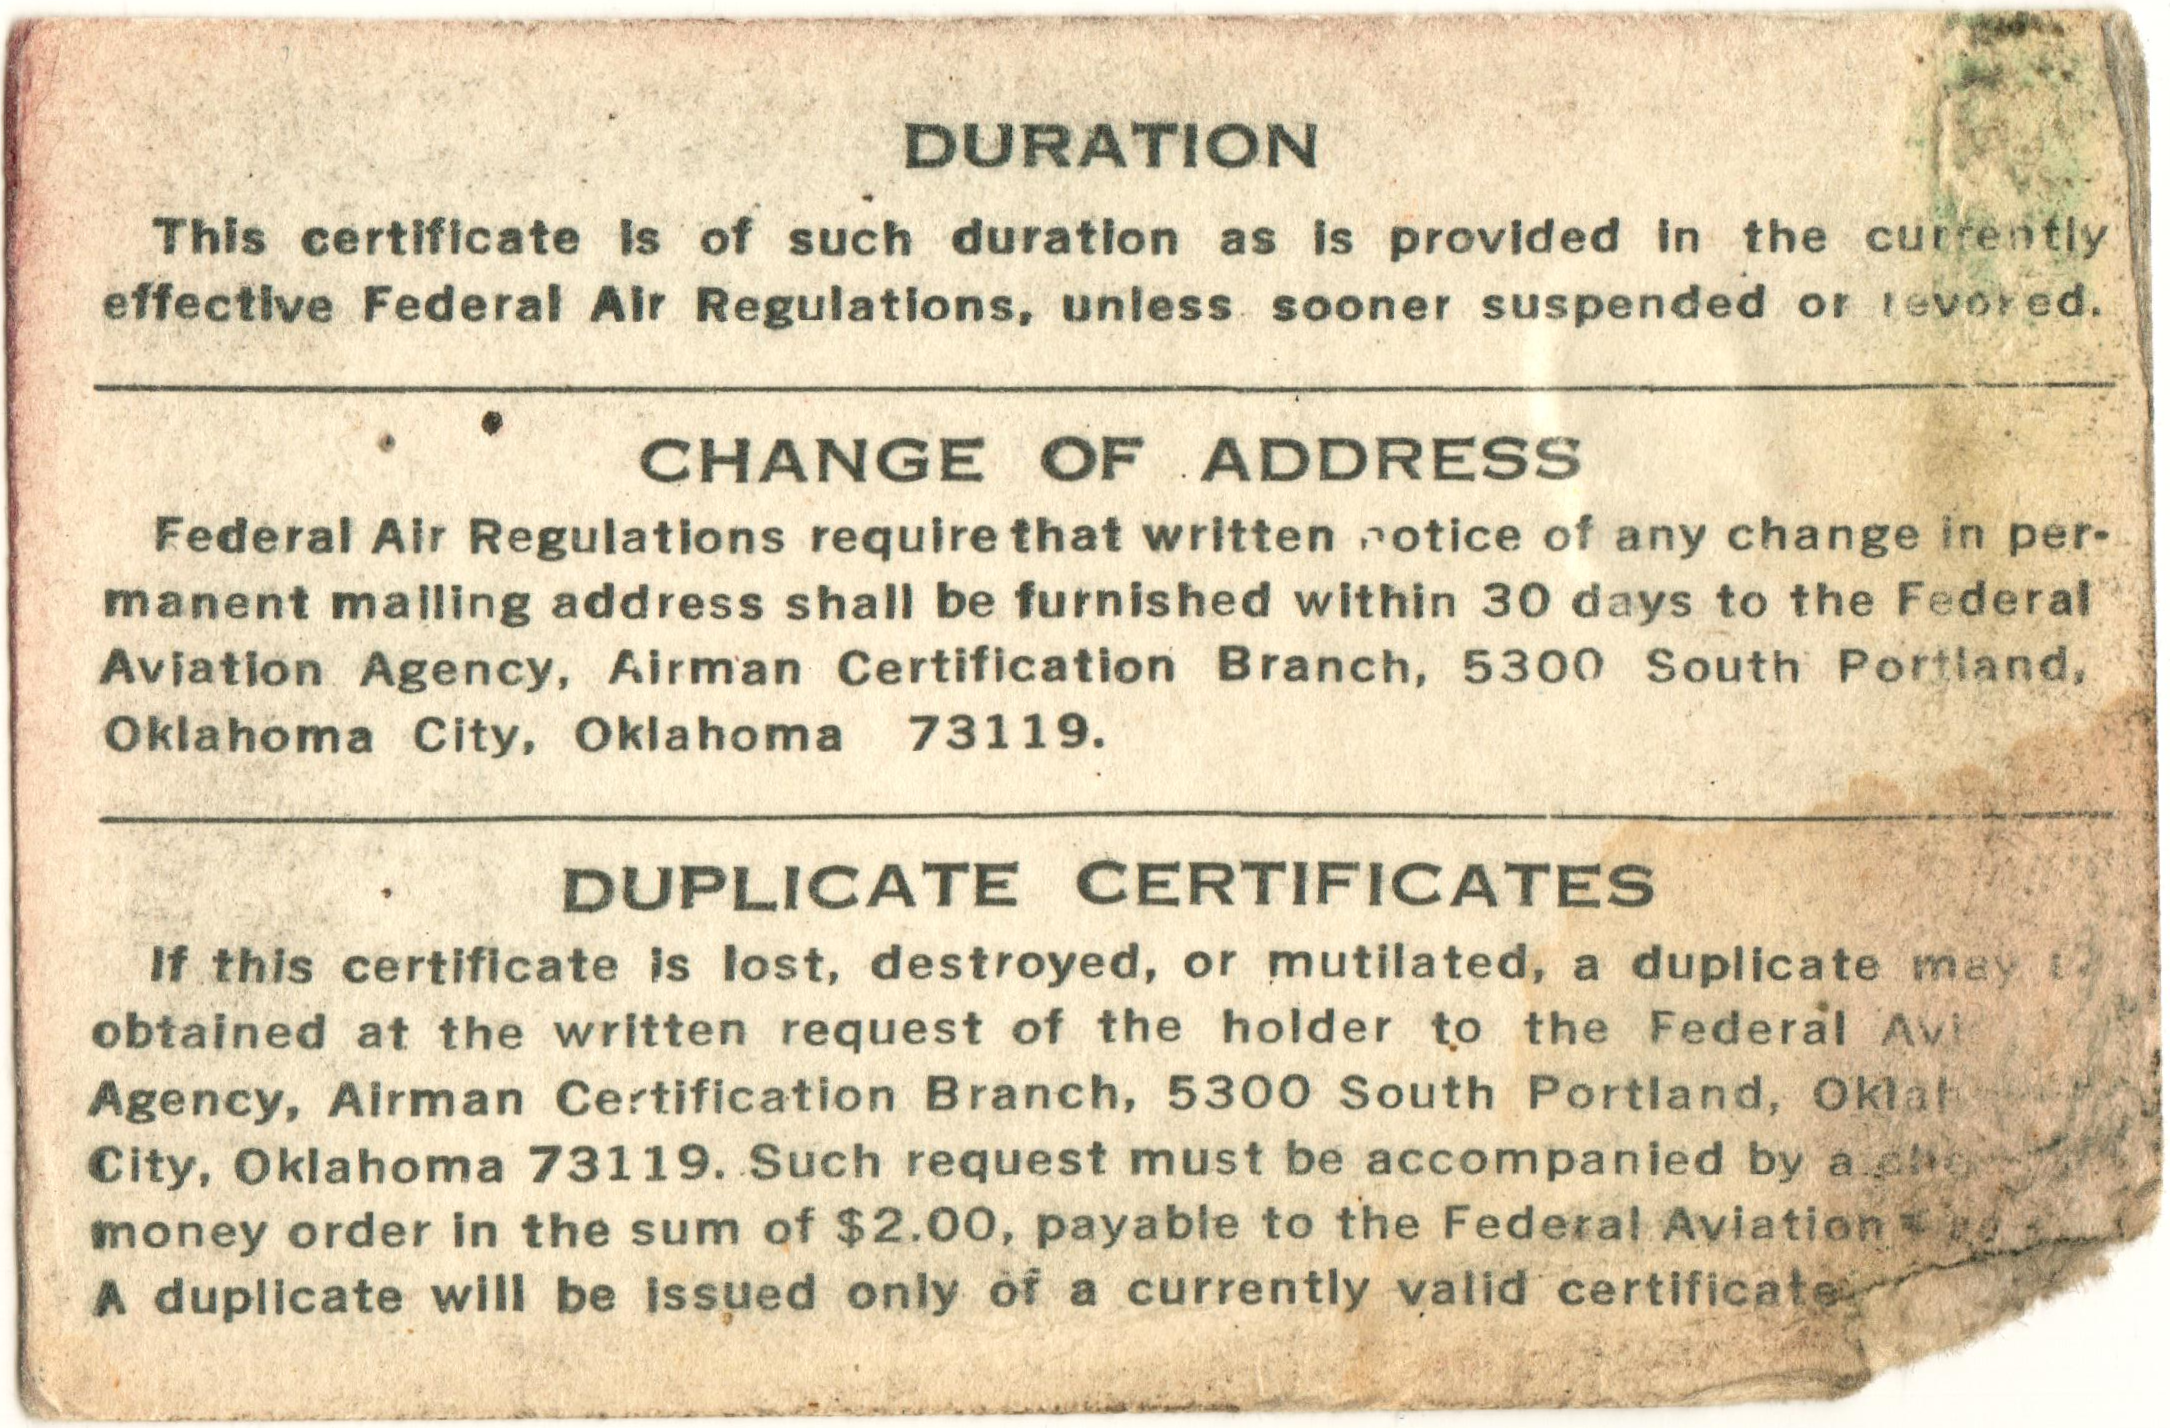 DURATION
This certificate is of such duration as is provided in the currently
effective Federal Air Regulations, unless sooner suspended or revoked.
CHANGE OF ADDRESS
Federal Air Regulations require that written notice of any change in per-
manent mailing address shall be furnished within 30 days to the Federal
Aviation Agency, Airman Certification Branch, 5300 South Portland,
Oklahoma City, Oklahoma 73119.
DUPLICATE CERTIFICATES
If this certificate is lost, destroyed, or mutilated, a duplicate may
obtained at the written request of the holder to the Federal
Agency, Airman Certification Branch, 5300 South Portland,
City, Oklahoma 73119. Such request must be accompanied by a
money order in the sum of $2.00, payable to the Federal Aviation
A duplicate will be issued only of a currently valid certificate